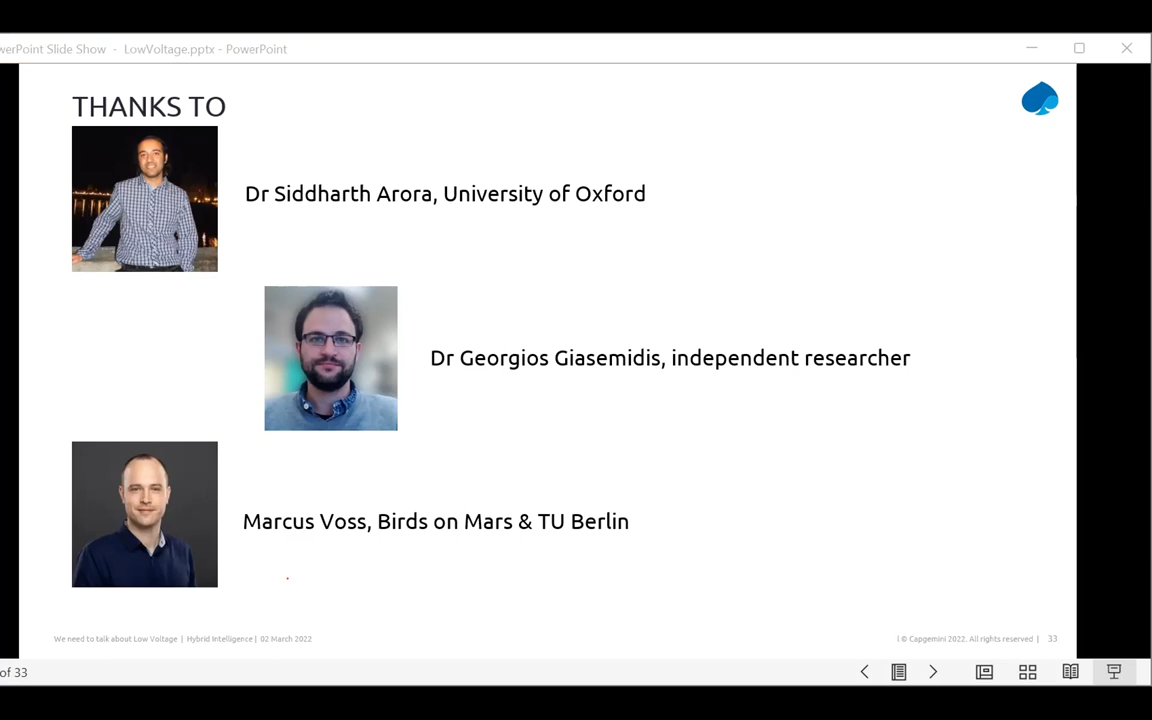 werPoint Slide Show - LowVoltage.pptx - PowerPoint
THANKS TO
Dr Siddharth Arora, University of Oxford
Dr Georgios Giasemidis, independent researcher
Marcus Voss, Birds on Mars & TU Berlin
We need to talk about Low Voltage | Hybrid Intelligence | 02 March 2022
l © Capgemini 2022. All rights reserved | 33
of 33